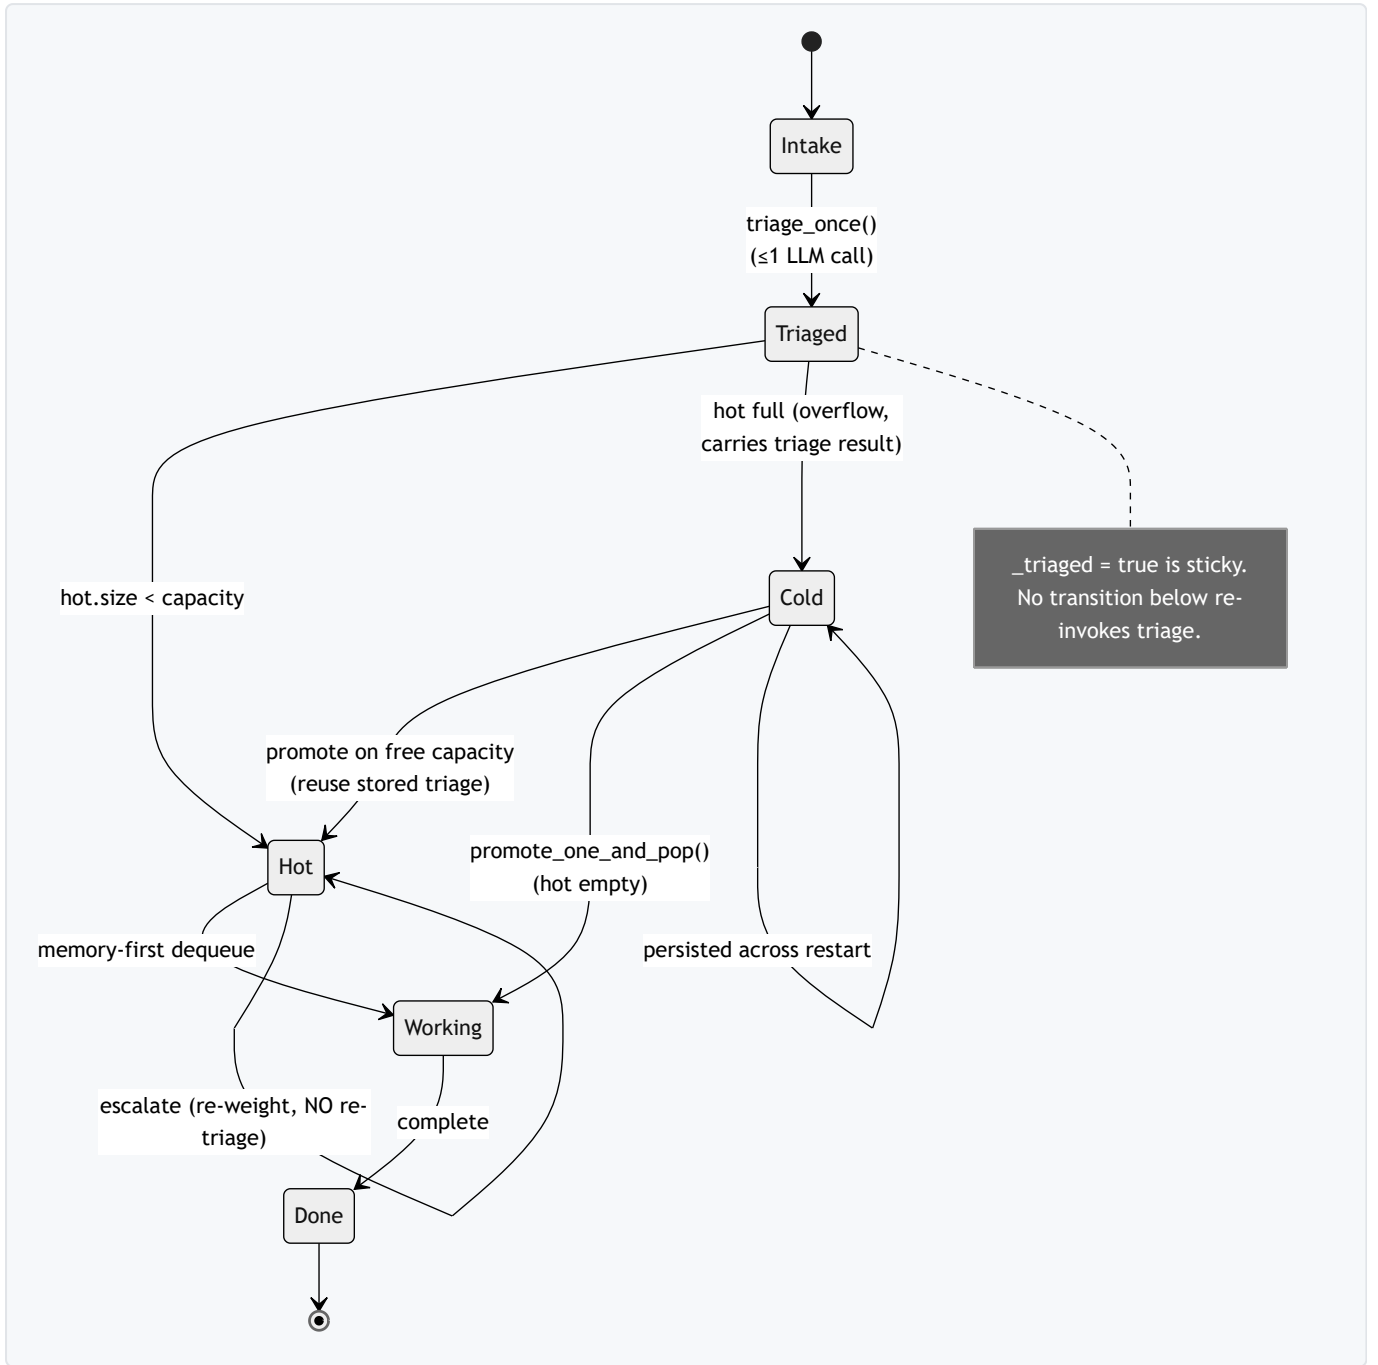 Intake
triage_once()
(≤1 LLM call)
Triaged
hot full (overflow,
carries triage result)
_triaged = true is sticky.
No transition below re-
invokes triage.
hot.size < capacity
Cold
promote on free capacity
(reuse stored triage)
Hot
promote_one_and_pop()
(hot empty)
memory-first dequeue
persisted across restart
Working
escalate (re-weight, NO re-
triage)
complete
Done